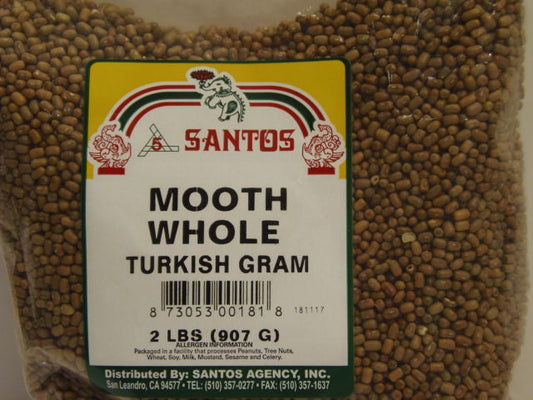 5 SANTOS
MOOTH
WHOLE
TURKISH GRAM
8 73053 00181 8 181117
2 LBS (907 G)
ALLERGEN INFORMATION
Packaged in a facility that processes Peanuts, Tree Nuts,
Wheat, Soy, Milk, Mustard, Sesame and Celery.
Distributed By: SANTOS AGENCY, INC.
San Leandro, CA 94577 • TEL: (510) 357-0277 • FAX: (510) 357-1637